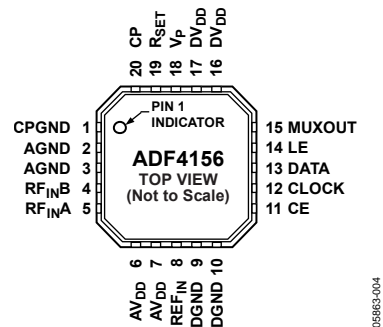 20 CP
19 RSET
18 VP
17 DVDD
16 DVDD
PIN 1
INDICATOR
CPGND 1
AGND 2
AGND 3
RFINB 4
RFINA 5
ADF4156
TOP VIEW
(Not to Scale)
15 MUXOUT
14 LE
13 DATA
12 CLOCK
11 CE
AVDD 6
AVDD 7
REFIN 8
DGND 9
DGND 10
05863-004